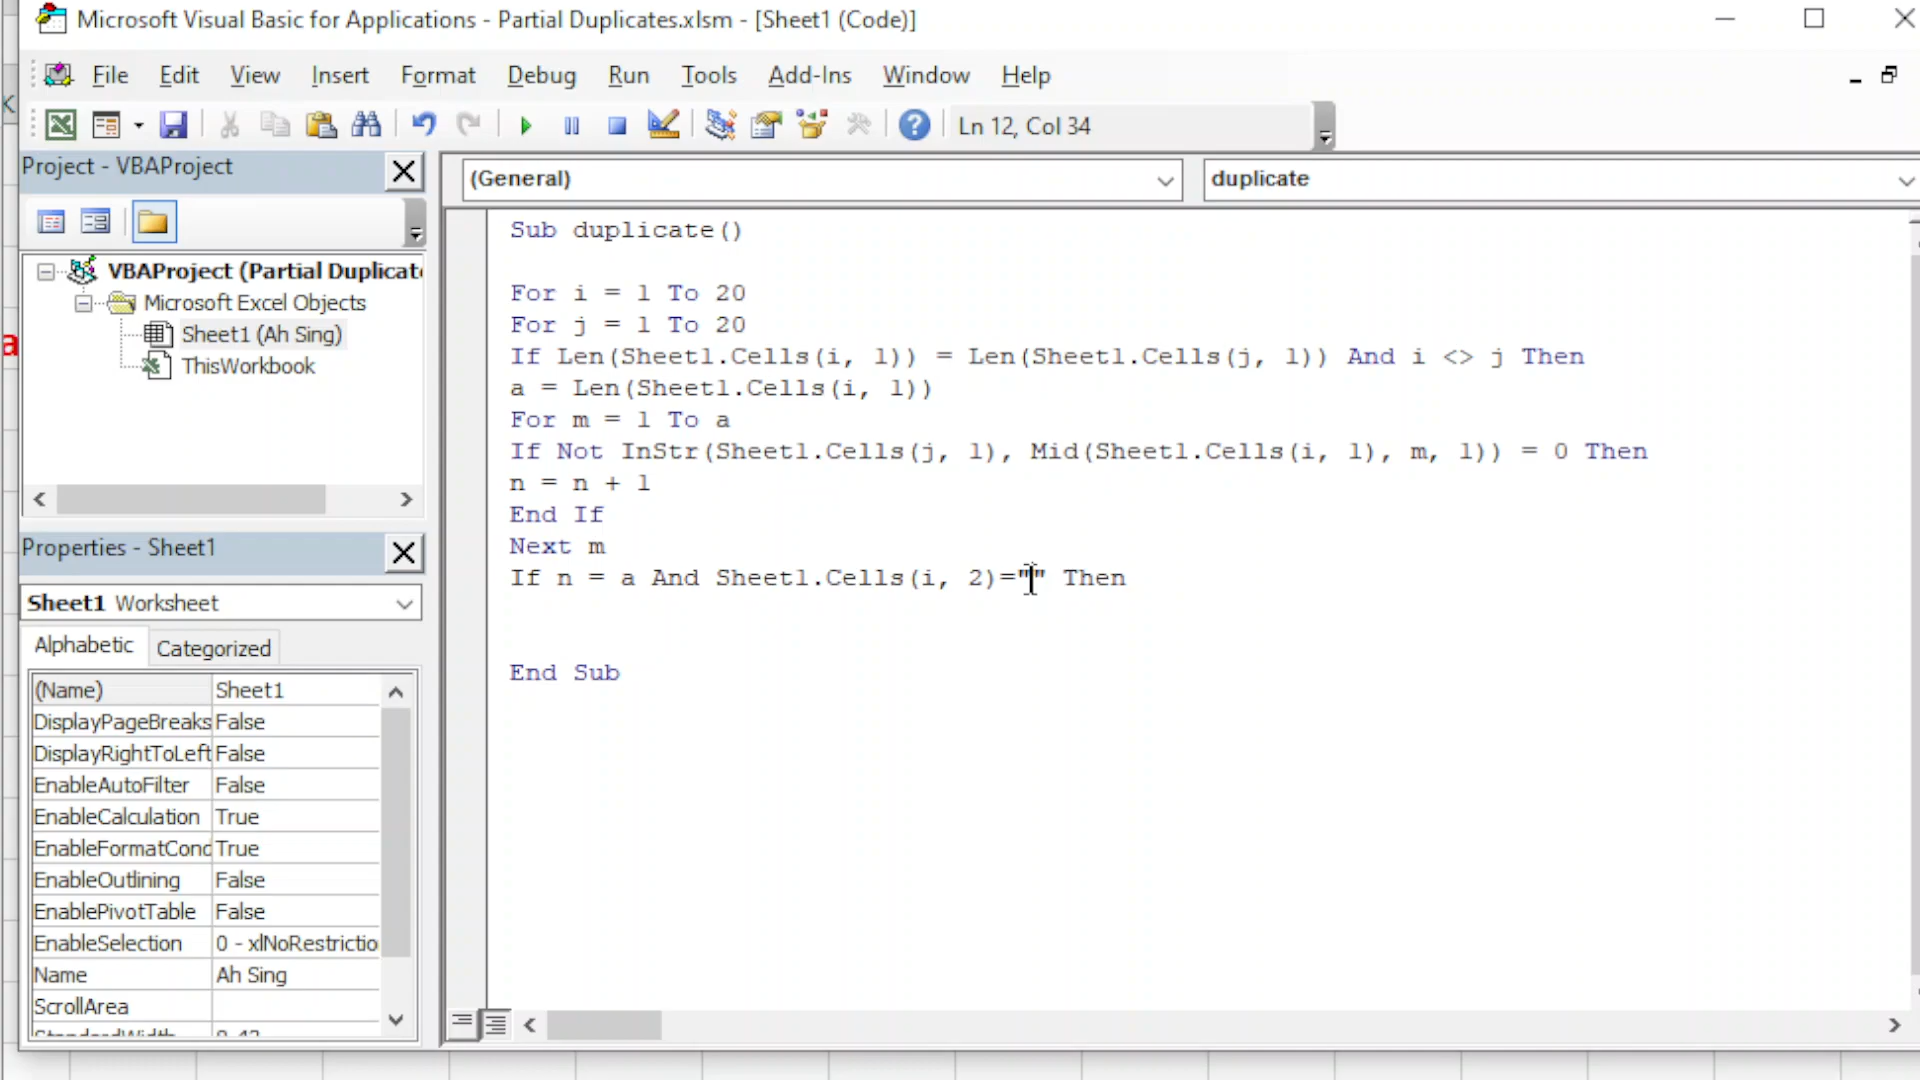 Microsoft Visual Basic for Applications - Partial Duplicates.xlsm - [Sheet1 (Code)]
File Edit View Insert Format Debug Run Tools Add-Ins Window Help
Ln 12, Col 34
Project - VBAProject
VBAProject (Partial Duplicat
Microsoft Excel Objects
Sheet1 (Ah Sing)
ThisWorkbook
Properties - Sheet1
Sheet1 Worksheet
Alphabetic Categorized
(Name) Sheet1
DisplayPageBreaks False
DisplayRightToLeft False
EnableAutoFilter False
EnableCalculation True
EnableFormatCond True
EnableOutlining False
EnablePivotTable False
EnableSelection 0 - xlNoRestrictio
Name Ah Sing
ScrollArea
(General) duplicate
Sub duplicate()
For i = 1 To 20
For j = 1 To 20
If Len(Sheet1.Cells(i, 1)) = Len(Sheet1.Cells(j, 1)) And i <> j Then
a = Len(Sheet1.Cells(i, 1))
For m = 1 To a
If Not InStr(Sheet1.Cells(j, 1), Mid(Sheet1.Cells(i, 1), m, 1)) = 0 Then
n = n + 1
End If
Next m
If n = a And Sheet1.Cells(i, 2)="" Then
End Sub
K
a